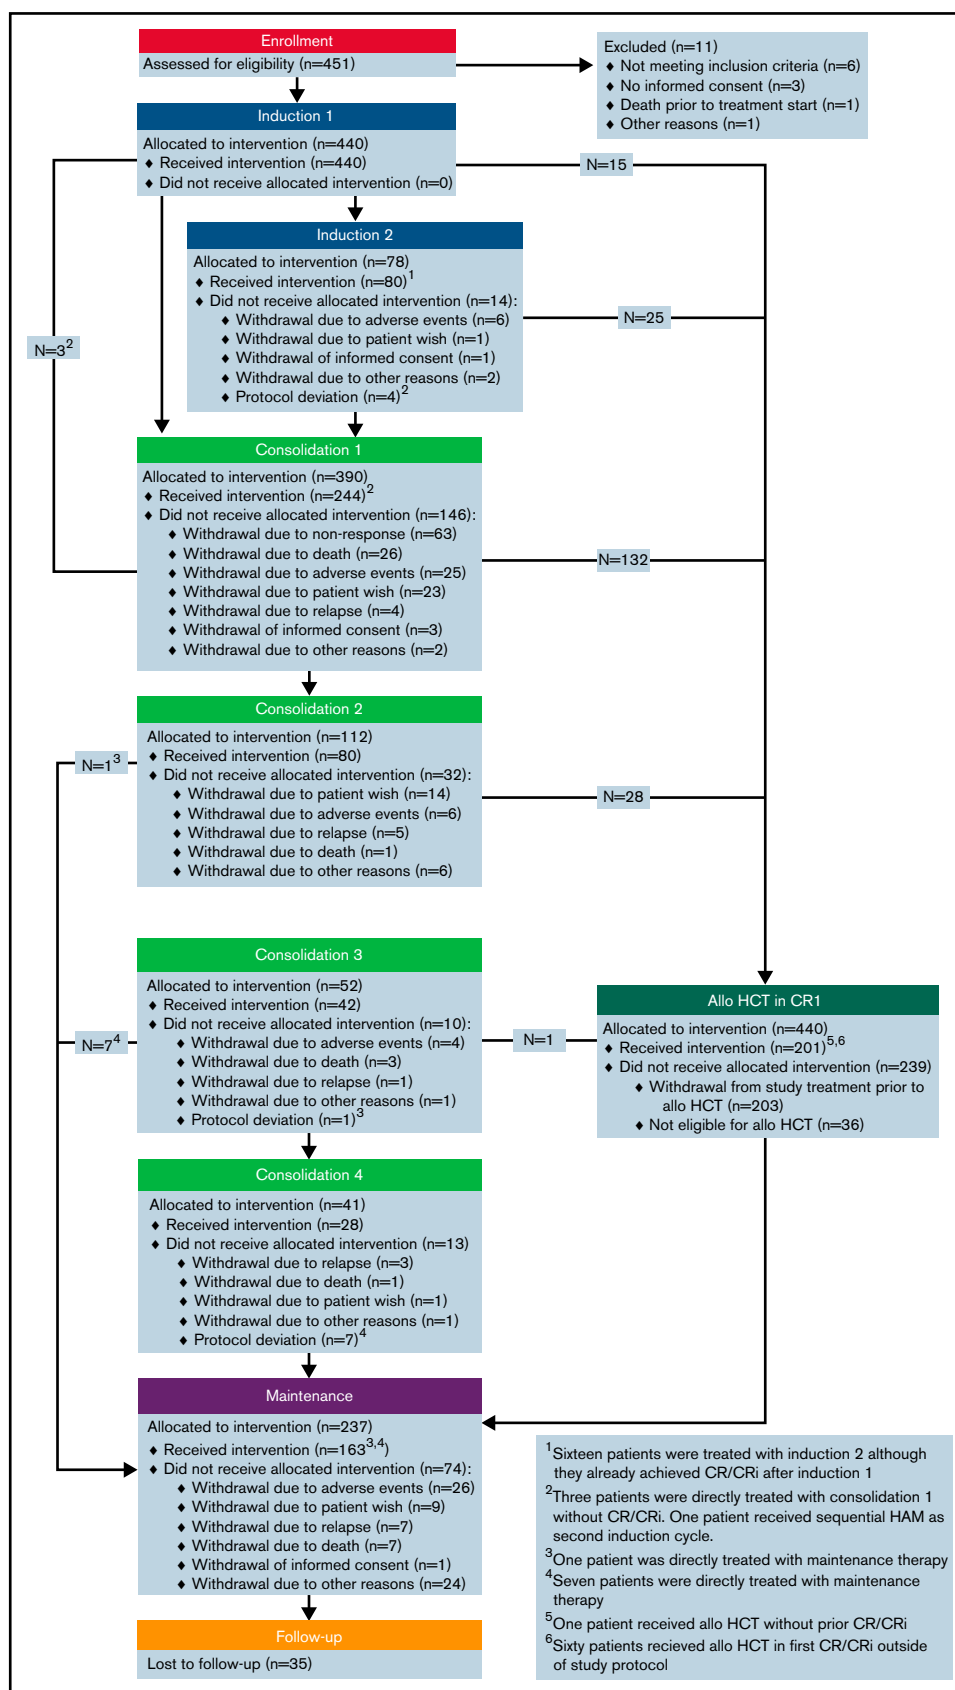 Enrollment
Assessed for eligibility (n=451)
Excluded (n=11)
♦ Not meeting inclusion criteria (n=6)
♦ No informed consent (n=3)
♦ Death prior to treatment start (n=1)
♦ Other reasons (n=1)
Induction 1
Allocated to intervention (n=440)
♦ Received intervention (n=440)
♦ Did not receive allocated intervention (n=0)
N=15
Induction 2
Allocated to intervention (n=78)
♦ Received intervention (n=80)1
♦ Did not receive allocated intervention (n=14):
♦ Withdrawal due to adverse events (n=6)
♦ Withdrawal due to patient wish (n=1)
♦ Withdrawal of informed consent (n=1)
♦ Withdrawal due to other reasons (n=2)
♦ Protocol deviation (n=4)2
N=25
N=32
Consolidation 1
Allocated to intervention (n=390)
♦ Received intervention (n=244)2
♦ Did not receive allocated intervention (n=146):
♦ Withdrawal due to non-response (n=63)
♦ Withdrawal due to death (n=26)
♦ Withdrawal due to adverse events (n=25)
♦ Withdrawal due to patient wish (n=23)
♦ Withdrawal due to relapse (n=4)
♦ Withdrawal of informed consent (n=3)
♦ Withdrawal due to other reasons (n=2)
N=132
Consolidation 2
Allocated to intervention (n=112)
♦ Received intervention (n=80)
♦ Did not receive allocated intervention (n=32):
♦ Withdrawal due to patient wish (n=14)
♦ Withdrawal due to adverse events (n=6)
♦ Withdrawal due to relapse (n=5)
♦ Withdrawal due to death (n=1)
♦ Withdrawal due to other reasons (n=6)
N=13
N=28
Consolidation 3
Allocated to intervention (n=52)
♦ Received intervention (n=42)
♦ Did not receive allocated intervention (n=10):
♦ Withdrawal due to adverse events (n=4)
♦ Withdrawal due to death (n=3)
♦ Withdrawal due to relapse (n=1)
♦ Withdrawal due to other reasons (n=1)
♦ Protocol deviation (n=1)3
N=74
N=1
Allo HCT in CR1
Allocated to intervention (n=440)
♦ Received intervention (n=201)5,6
♦ Did not receive allocated intervention (n=239)
♦ Withdrawal from study treatment prior to
allo HCT (n=203)
♦ Not eligible for allo HCT (n=36)
Consolidation 4
Allocated to intervention (n=41)
♦ Received intervention (n=28)
♦ Did not receive allocated intervention (n=13)
♦ Withdrawal due to relapse (n=3)
♦ Withdrawal due to death (n=1)
♦ Withdrawal due to patient wish (n=1)
♦ Withdrawal due to other reasons (n=1)
♦ Protocol deviation (n=7)4
Maintenance
Allocated to intervention (n=237)
♦ Received intervention (n=1633,4)
♦ Did not receive allocated intervention (n=74):
♦ Withdrawal due to adverse events (n=26)
♦ Withdrawal due to patient wish (n=9)
♦ Withdrawal due to relapse (n=7)
♦ Withdrawal due to death (n=7)
♦ Withdrawal of informed consent (n=1)
♦ Withdrawal due to other reasons (n=24)
Follow-up
Lost to follow-up (n=35)
1Sixteen patients were treated with induction 2 although
they already achieved CR/CRi after induction 1
2Three patients were directly treated with consolidation 1
without CR/CRi. One patient received sequential HAM as
second induction cycle.
3One patient was directly treated with maintenance therapy
4Seven patients were directly treated with maintenance
therapy
5One patient received allo HCT without prior CR/CRi
6Sixty patients recieved allo HCT in first CR/CRi outside
of study protocol